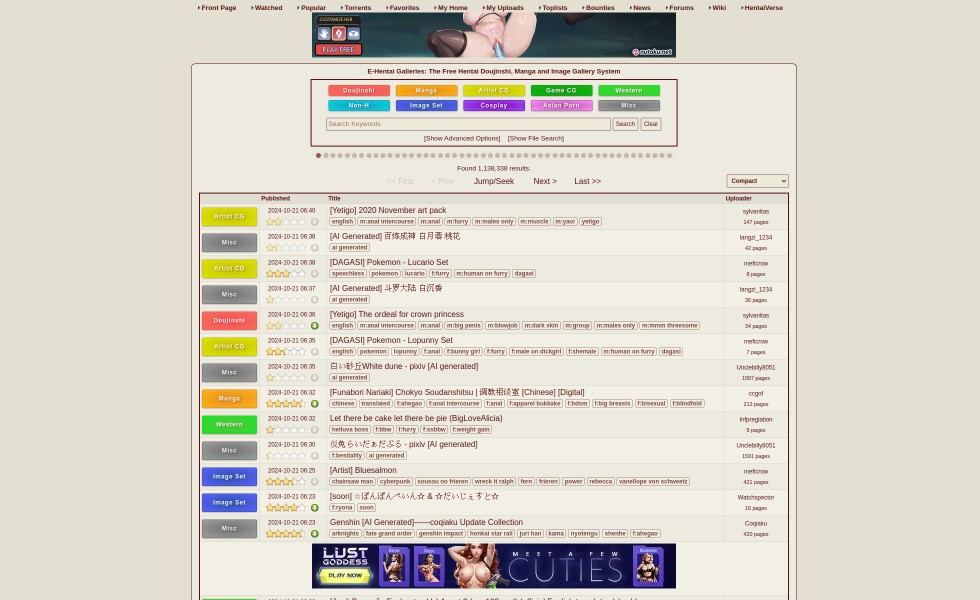 Front Page Watched Popular Torrents Favorites My Home My Uploads Toplists Bounties News Forums Wiki HentaiVerse
CUSTOMIZE HER
PLAY FREE
nutaku.net
E-Hentai Galleries: The Free Hentai Doujinshi, Manga and Image Gallery System
Doujinshi Manga Artist CG Game CG Western
Non-H Image Set Cosplay Asian Porn Misc
Search Keywords Search Clear
[Show Advanced Options] [Show File Search]
Found 1,138,338 results.
<< First < Prev Jump/Seek Next > Last >> Compact
Published Title Uploader
Artist CG 2024-10-21 06:40 [Yetigo] 2020 November art pack sylvanitas
english m:anal intercourse m:anal m:furry m:males only m:muscle m:yaoi yetigo 147 pages
Misc 2024-10-21 06:38 [AI Generated] 百炼成神 白月蓉 桃花 langzi_1234
ai generated 42 pages
Artist CG 2024-10-21 06:38 [DAGASI] Pokemon - Lucario Set meficrow
speechless pokemon lucario f:furry m:human on furry dagasi 8 pages
Misc 2024-10-21 06:37 [AI Generated] 斗罗大陆 白沉香 langzi_1234
ai generated 36 pages
Doujinshi 2024-10-21 06:36 [Yetigo] The ordeal for crown princess sylvanitas
english m:anal intercourse m:anal m:big penis m:blowjob m:dark skin m:group m:males only m:mmm threesome 34 pages
Artist CG 2024-10-21 06:35 [DAGASI] Pokemon - Lopunny Set meficrow
english pokemon lopunny f:anal f:bunny girl f:furry f:male on dickgirl f:shemale m:human on furry dagasi 7 pages
Misc 2024-10-21 06:35 白い砂丘White dune - pixiv [AI generated] Unclebilly8051
ai generated 1997 pages
Manga 2024-10-21 06:32 [Funabori Nariaki] Chokyo Soudanshitsu | 调教相谈室 [Chinese] [Digital] ccgof
chinese translated f:ahegao f:anal intercourse f:anal f:apparel bukkake f:bdsm f:big breasts f:bisexual f:blindfold 213 pages
Western 2024-10-21 06:32 Let there be cake let there be pie (BigLoveAlicia) Infpreglation
helluva boss f:bbw f:furry f:ssbbw f:weight gain 9 pages
Misc 2024-10-21 06:30 仮兎らいだぁだぶる - pixiv [AI generated] Unclebilly8051
f:bestiality ai generated 1591 pages
Image Set 2024-10-21 06:25 [Artist] Bluesalmon meficrow
chainsaw man cyberpunk sousou no frieren wreck it ralph fern frieren power rebecca vanellope von schweetz 421 pages
Image Set 2024-10-21 06:23 [soon] ☆ぽんぽんぺいん☆ & ☆だいじぇすと☆ Watchspector
f:ryona soon 16 pages
Misc 2024-10-21 06:23 Genshin [AI Generated]——coqiaku Update Collection Coqiaku
arknights fate grand order genshin impact honkai star rail juri han kama nyotengu shenhe f:ahegao 420 pages
LUST GODDESS
PLAY NOW
MEET A FEW
CUTIES